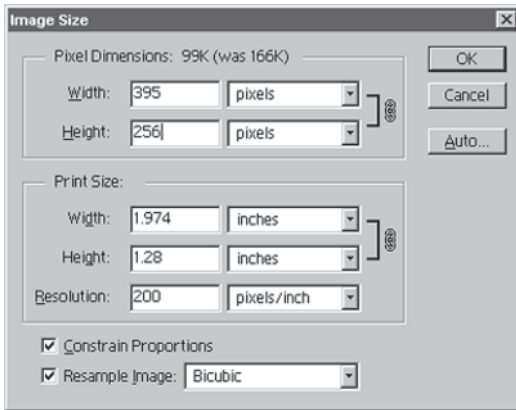 Image Size
Pixel Dimensions: 99K (was 166K)
OK
Width: 395 pixels
Cancel
Height: 256 pixels
Auto...
Print Size:
Width: 1.974 inches
Height: 1.28 inches
Resolution: 200 pixels/inch
Constrain Proportions
Resample Image: Bicubic